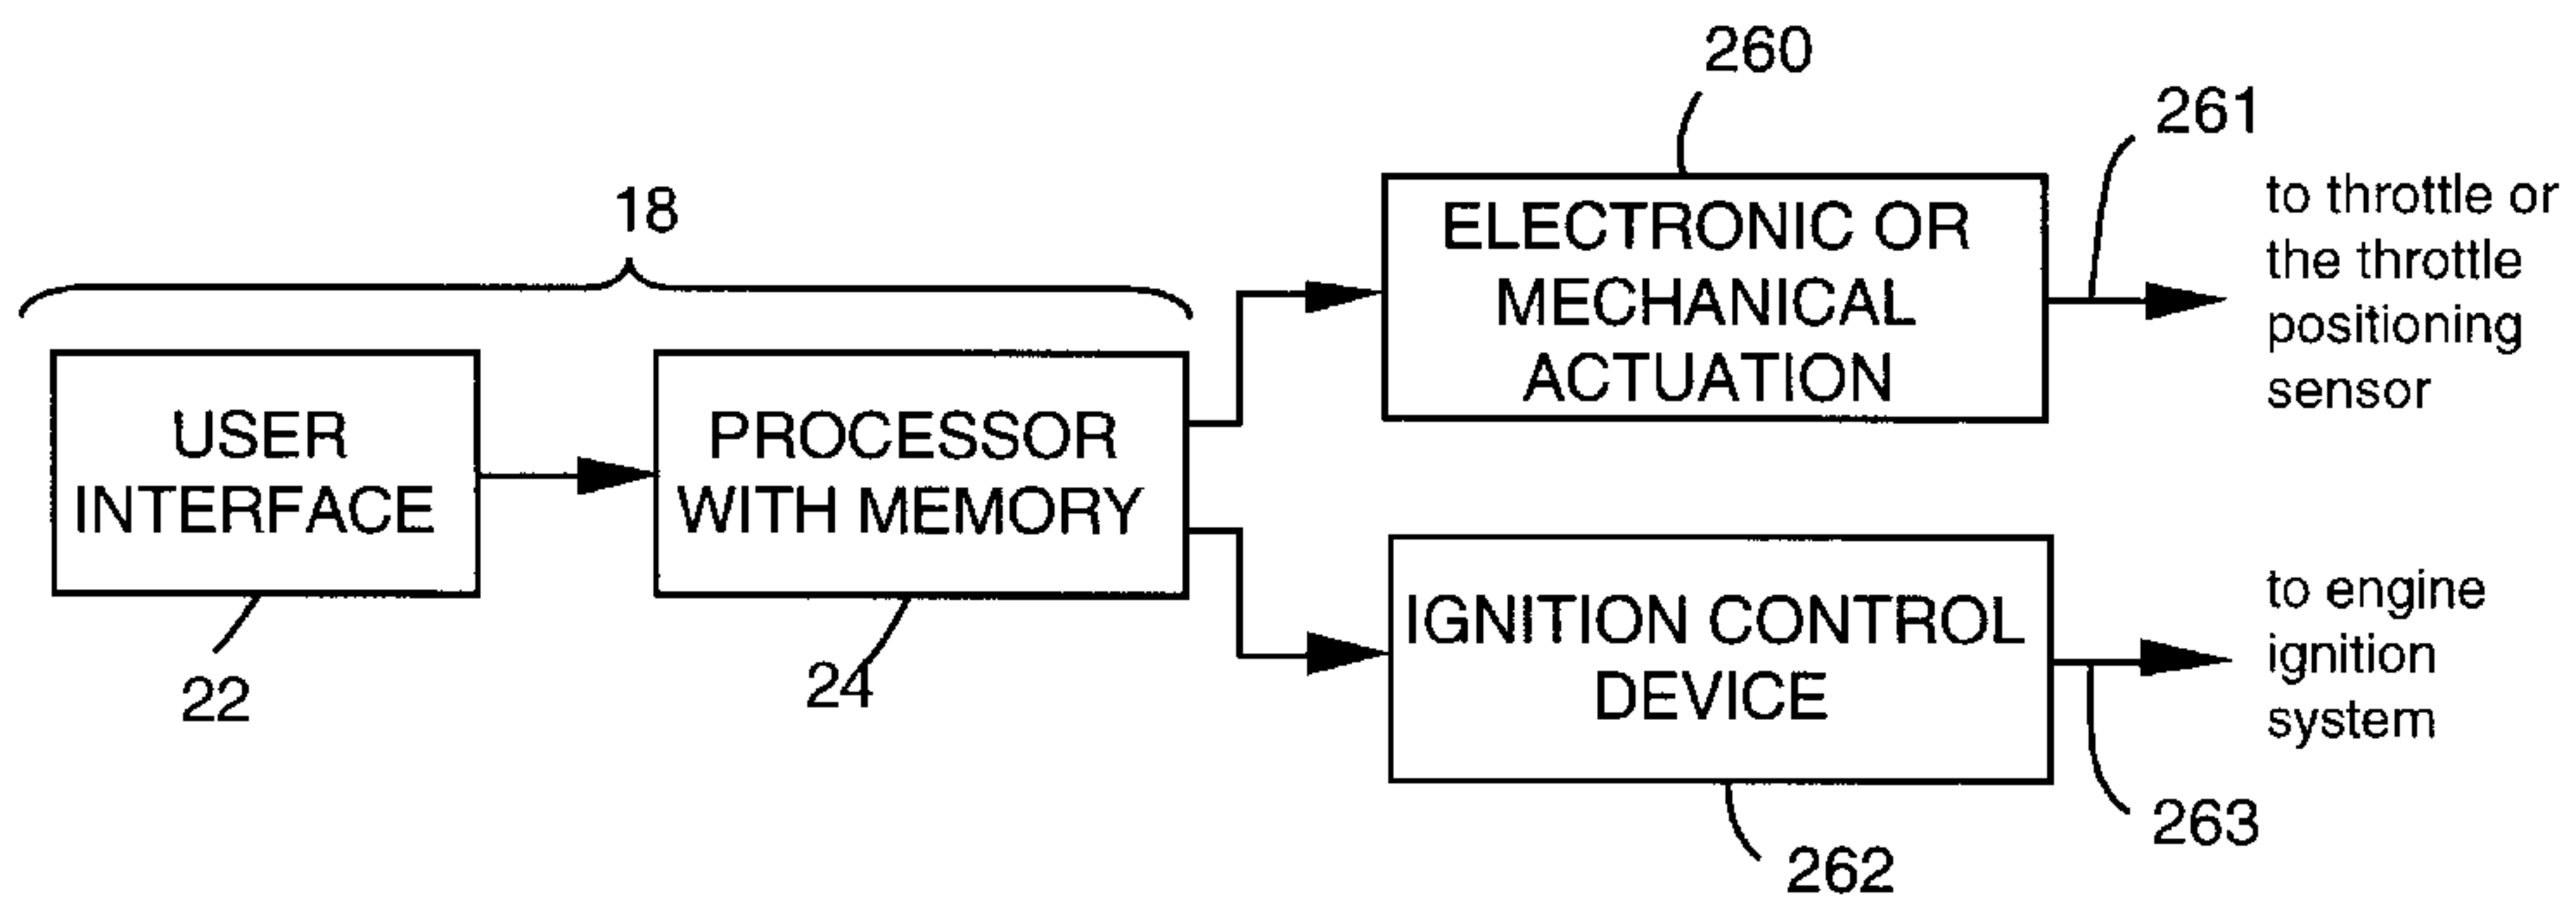 260
261
18
ELECTRONIC OR
MECHANICAL
ACTUATION
to throttle or
the throttle
positioning
sensor
USER
INTERFACE
PROCESSOR
WITH MEMORY
22
24
IGNITION CONTROL
DEVICE
to engine
ignition
system
262
263